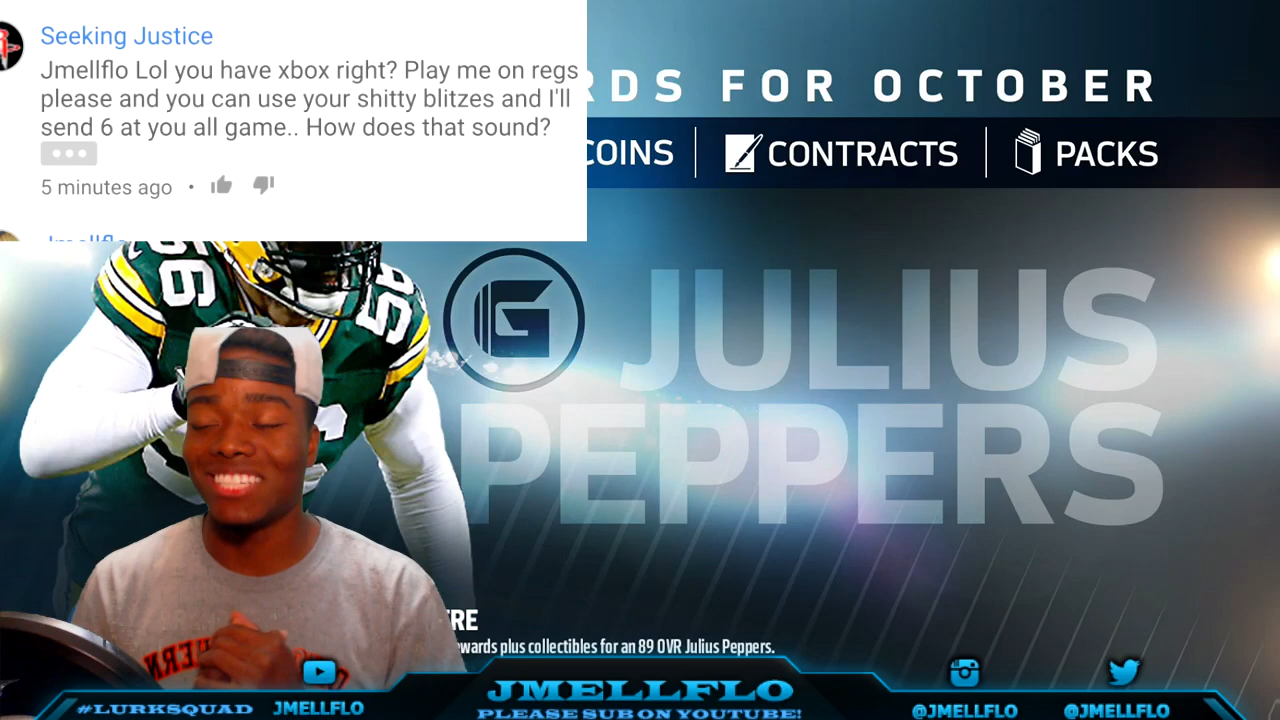 Seeking Justice
Jmellflo Lol you have xbox right? Play me on regs
please and you can use your shitty blitzes and I'll
send 6 at you all game.. How does that sound?
5 minutes ago
RDS FOR OCTOBER
COINS
CONTRACTS
PACKS
56
56
G
JULIUS
PEPPERS
ERE
ewards plus collectibles for an 89 OVR Julius Peppers.
#LURKSQUAD
JMELLFLO
JMELLFLO
PLEASE SUB ON YOUTUBE!
@JMELLFLO
@JMELLFLO